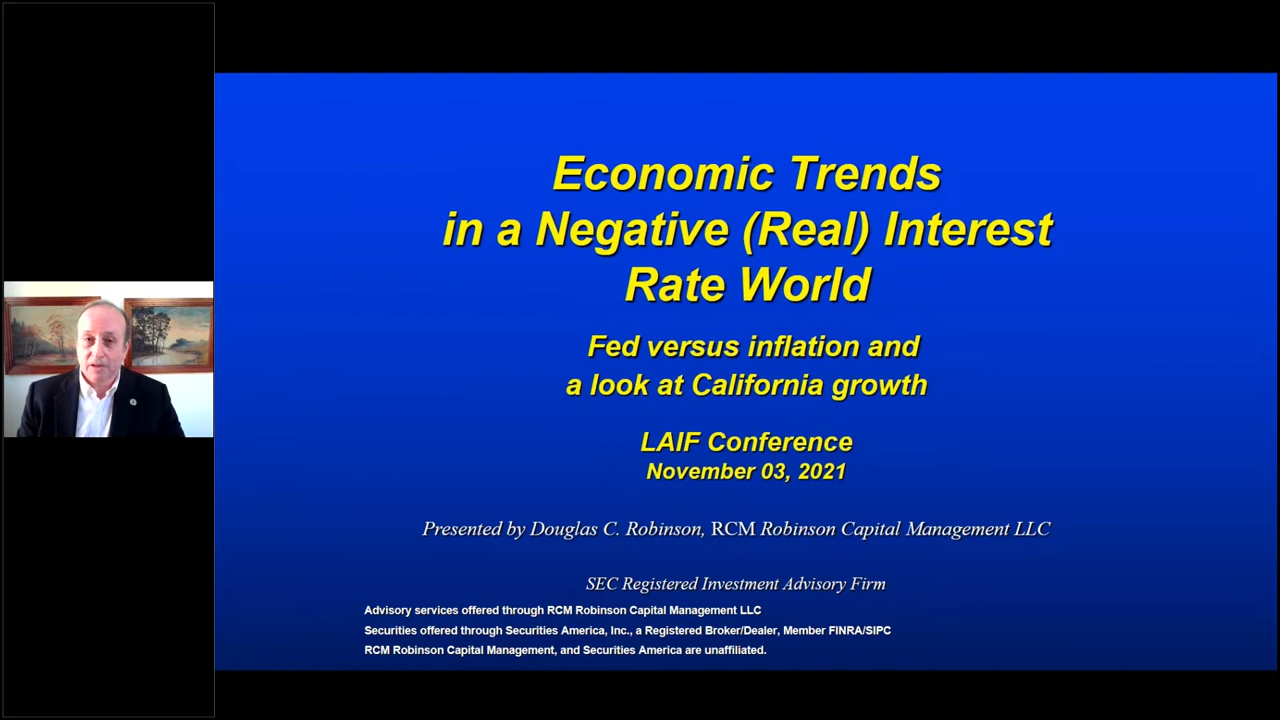 Economic Trends
in a Negative (Real) Interest
Rate World
Fed versus inflation and
a look at California growth
LAIF Conference
November 03, 2021
Presented by Douglas C. Robinson, RCM Robinson Capital Management LLC
SEC Registered Investment Advisory Firm
Advisory services offered through RCM Robinson Capital Management LLC
Securities offered through Securities America, Inc., a Registered Broker/Dealer, Member FINRA/SIPC
RCM Robinson Capital Management, and Securities America are unaffiliated.